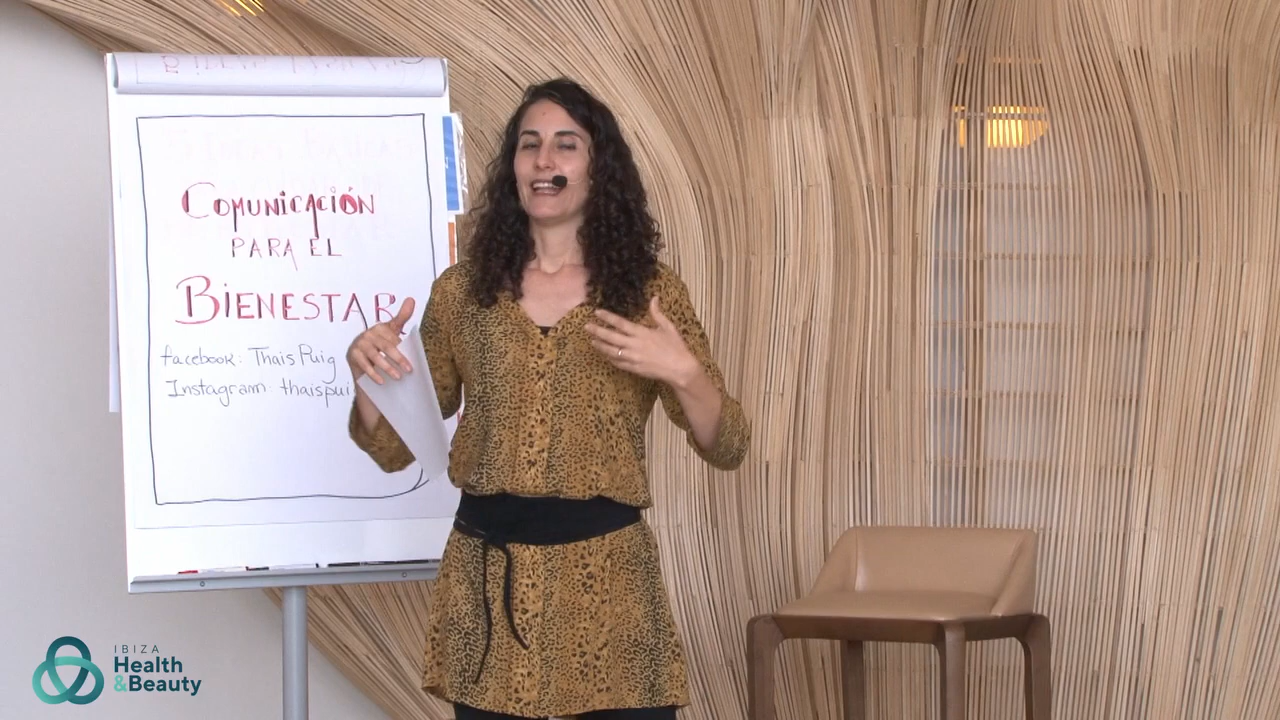 Comunicación
para el
Bienestar
facebook: Thais Puig
Instagram: thaispui
IBIZA
Health
&Beauty